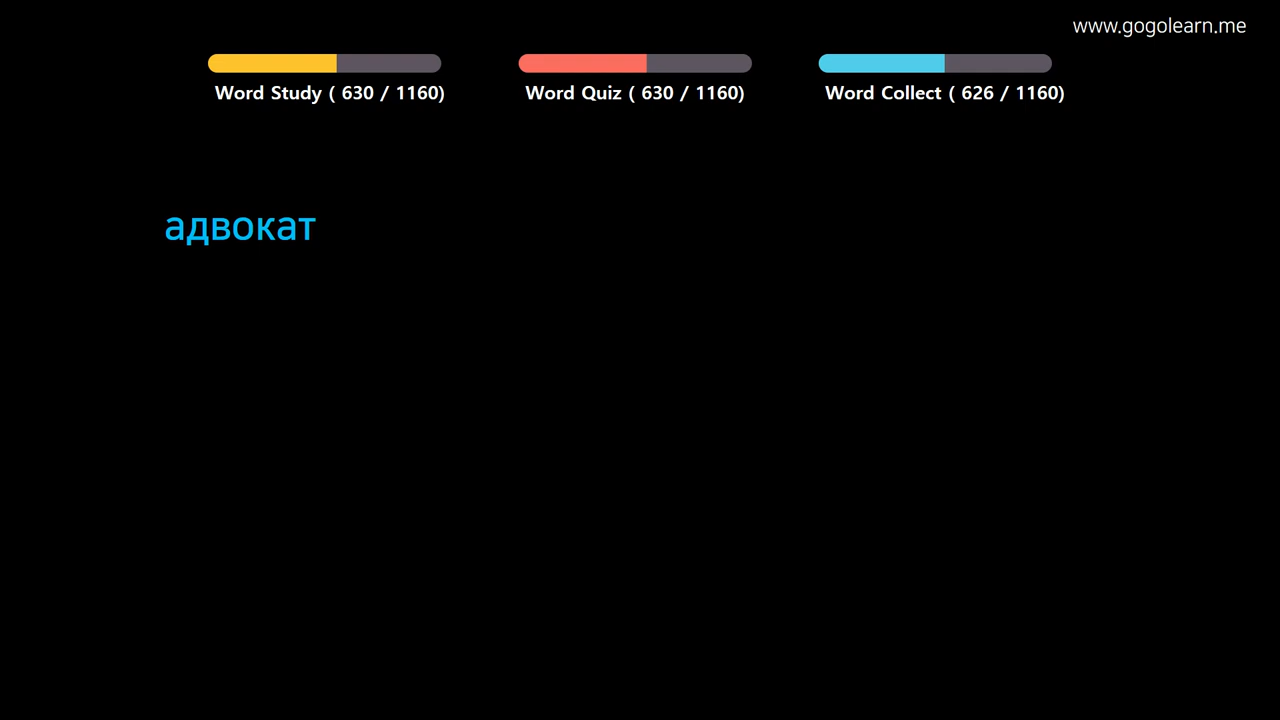 www.gogolearn.me
Word Study ( 630 / 1160)
Word Quiz ( 630 / 1160)
Word Collect ( 626 / 1160)
адвокат